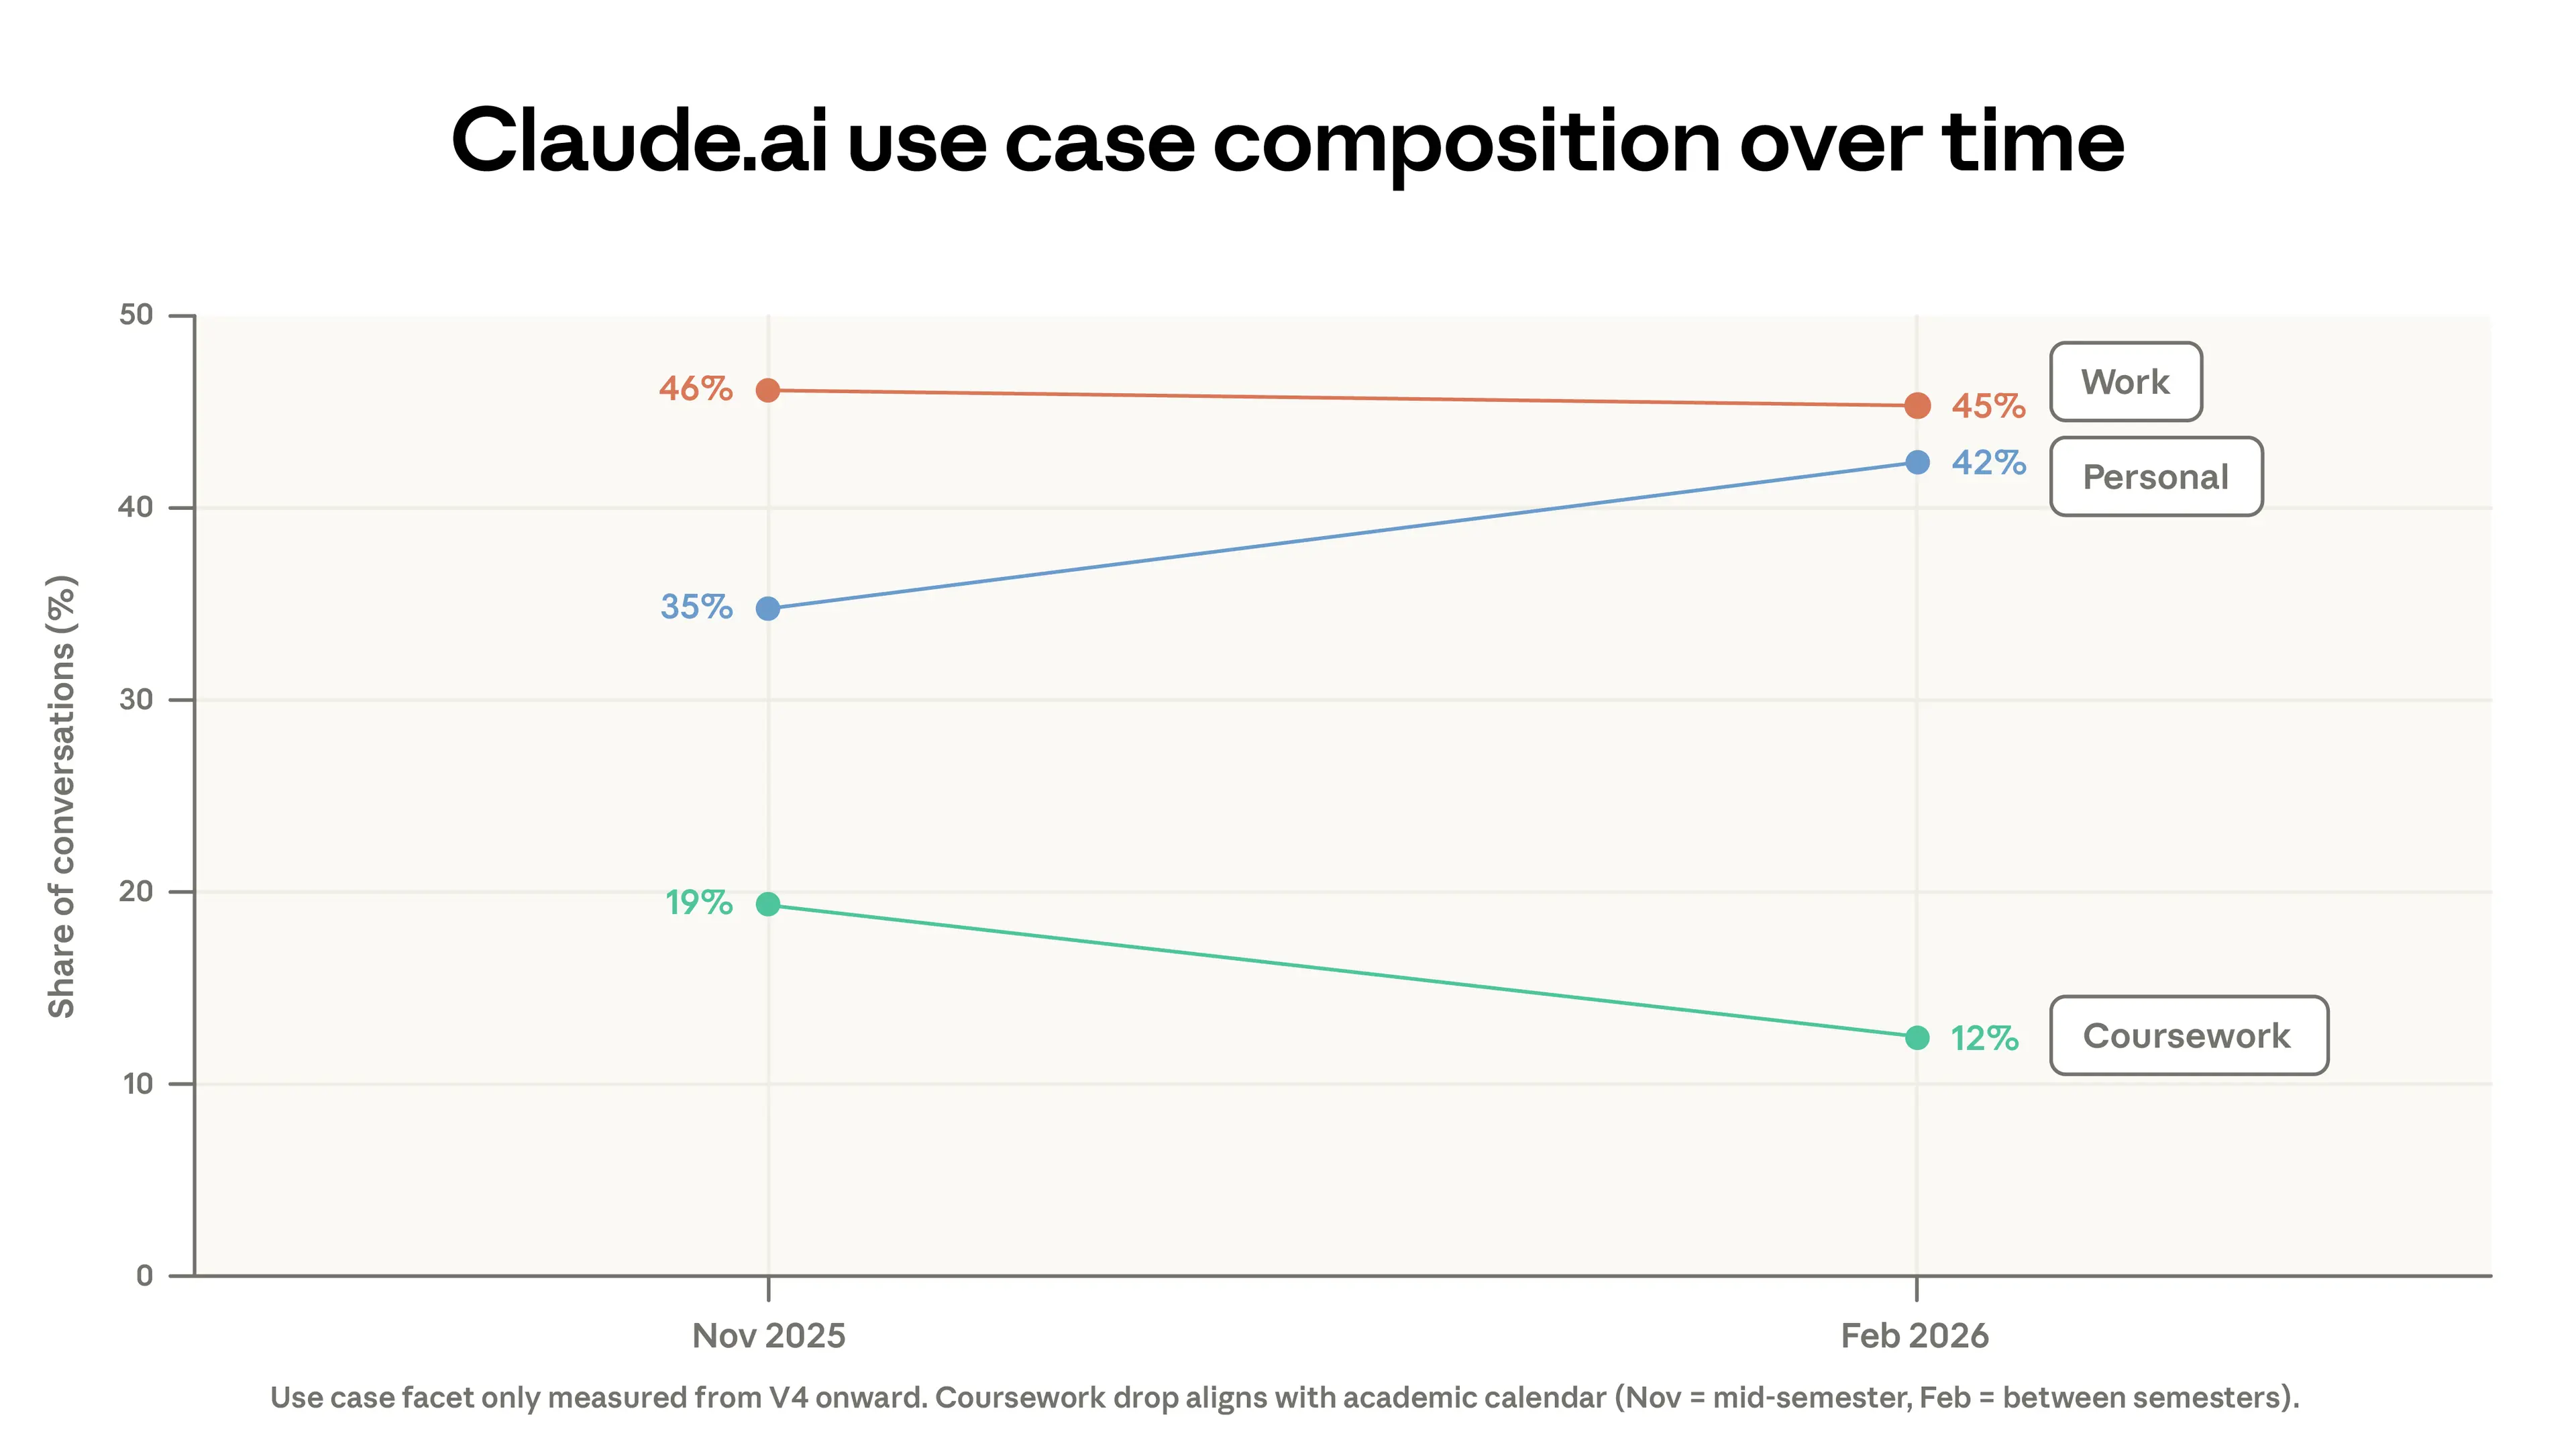 Claude.ai use case composition over time
Share of conversations (%)
50
40
30
20
10
0
46%
45%
Work
35%
42%
Personal
19%
12%
Coursework
Nov 2025
Feb 2026
Use case facet only measured from V4 onward. Coursework drop aligns with academic calendar (Nov = mid-semester, Feb = between semesters).